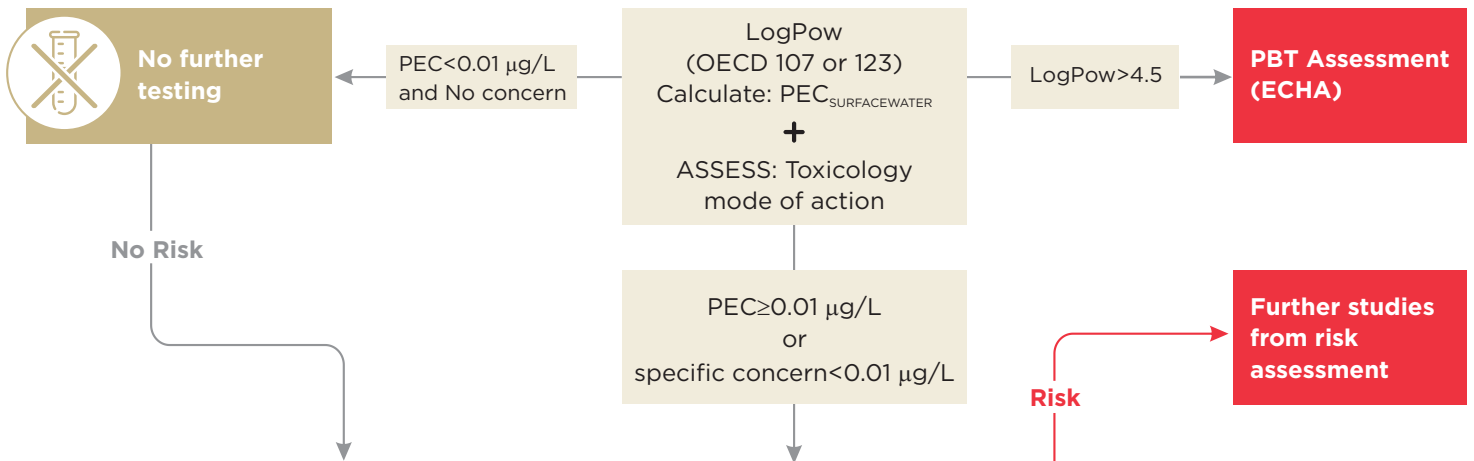 No further
testing
PEC<0.01 μg/L
and No concern
LogPow
(OECD 107 or 123)
Calculate: PECSURFACEWATER
+
ASSESS: Toxicology
mode of action
LogPow>4.5
PBT Assessment
(ECHA)
No Risk
PEC≥0.01 μg/L
or
specific concern<0.01 μg/L
Risk
Further studies
from risk
assessment